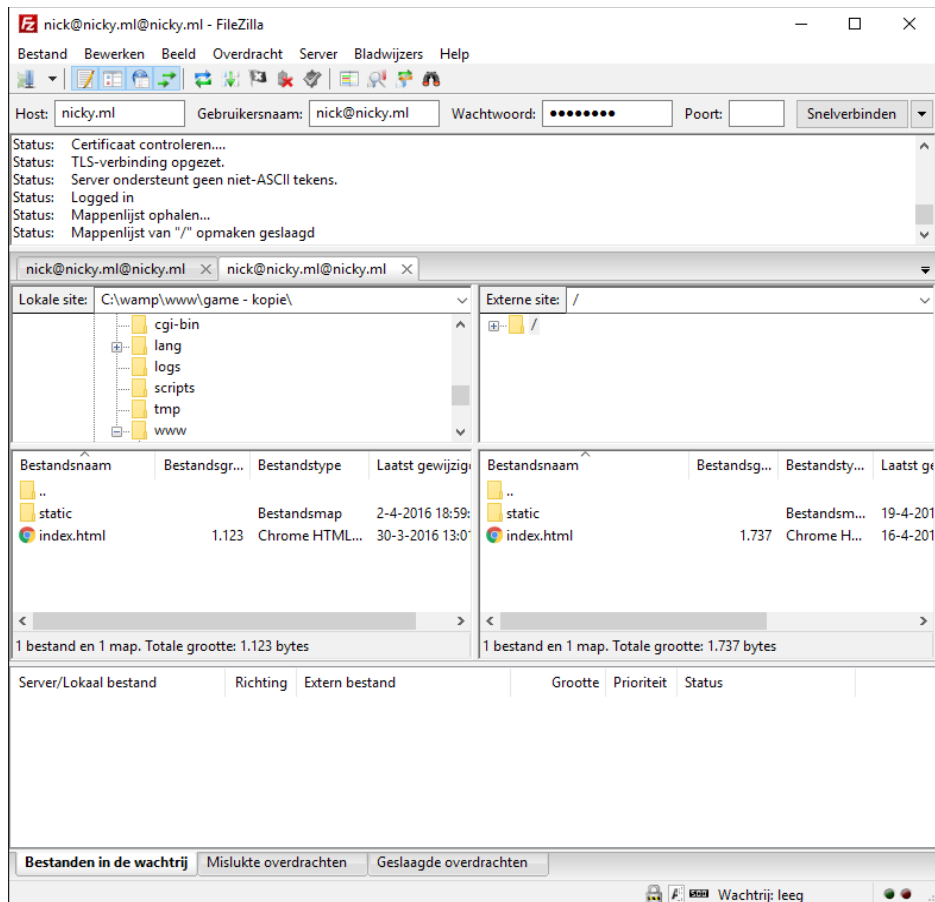 nick@nicky.ml@nicky.ml - FileZilla
Bestand Bewerken Beeld Overdracht Server Bladwijzers Help
Host: nicky.ml Gebruikersnaam: nick@nicky.ml Wachtwoord: ●●●●●●●● Poort: Snelverbinden
Status: Certificaat controleren....
Status: TLS-verbinding opgezet.
Status: Server ondersteunt geen niet-ASCII tekens.
Status: Logged in
Status: Mappenlijst ophalen...
Status: Mappenlijst van "/" opmaken geslaagd
nick@nicky.ml@nicky.ml nick@nicky.ml@nicky.ml
Lokale site: C:\wamp\www\game - kopie\
cgi-bin
lang
logs
scripts
tmp
www
Externe site: /
/
Bestandsnaam Bestandsgr... Bestandstype Laatst gewijzig
..
static Bestandsmap 2-4-2016 18:59:
index.html 1.123 Chrome HTML... 30-3-2016 13:01
1 bestand en 1 map. Totale grootte: 1.123 bytes
Bestandsnaam Bestandsg... Bestandsty... Laatst ge
..
static Bestandsm... 19-4-201
index.html 1.737 Chrome H... 16-4-201
1 bestand en 1 map. Totale grootte: 1.737 bytes
Server/Lokaal bestand Richting Extern bestand Grootte Prioriteit Status
Bestanden in de wachtrij Mislukte overdrachten Geslaagde overdrachten
Wachtrij: leeg